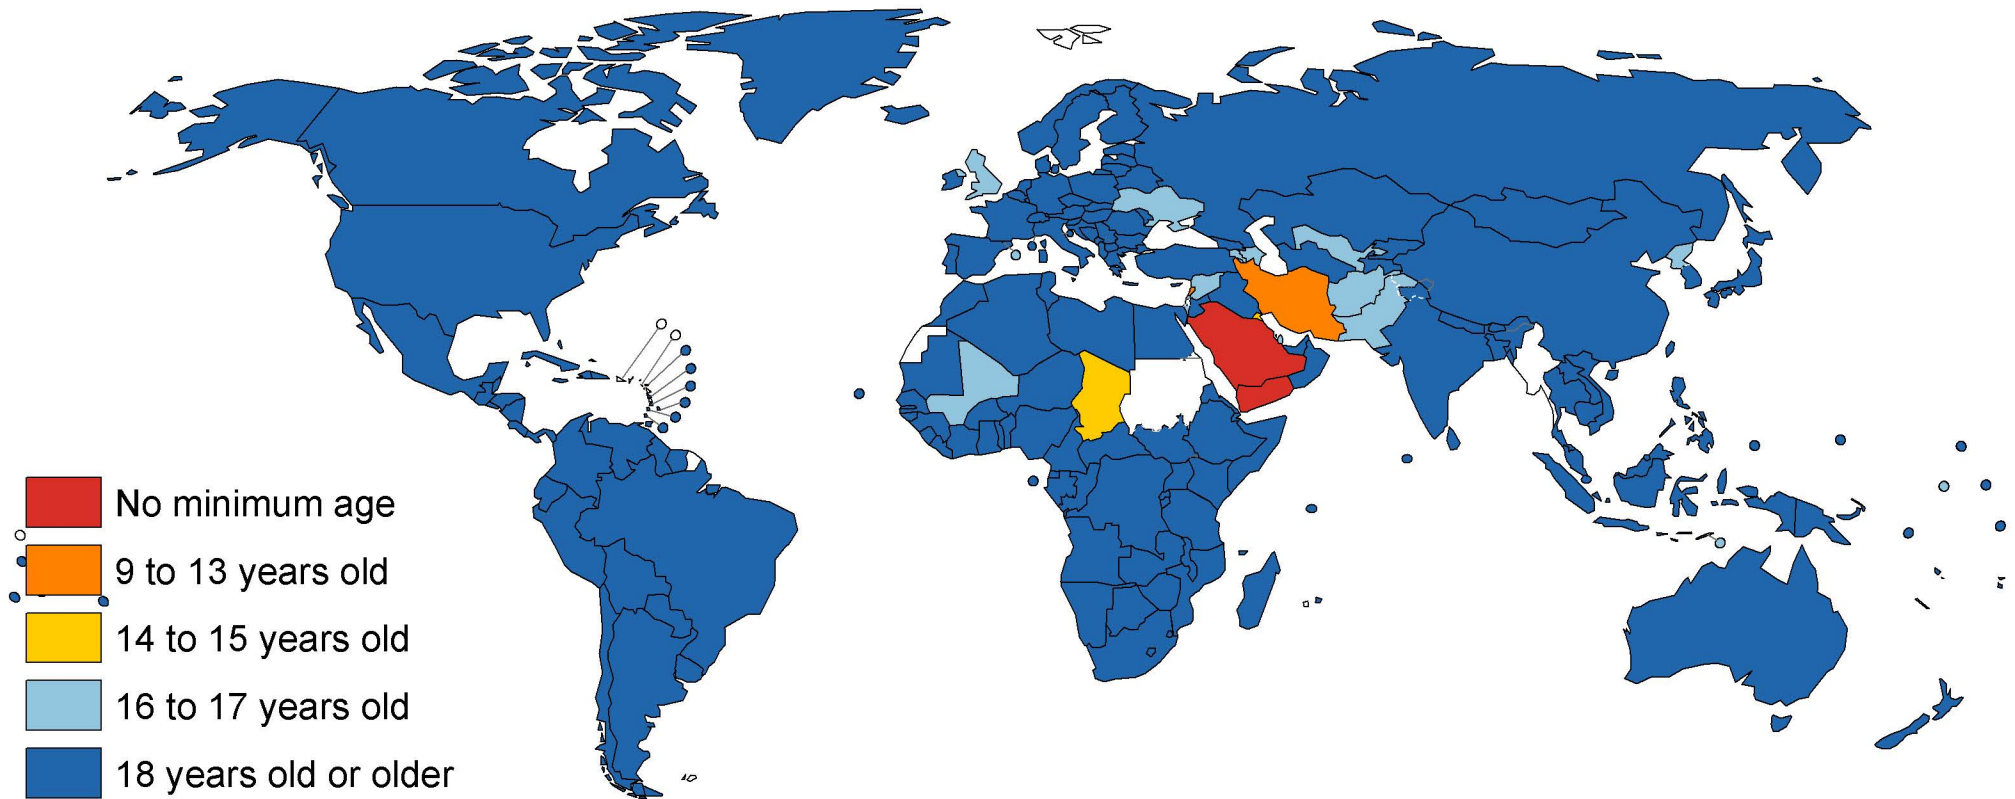 No minimum age
9 to 13 years old
14 to 15 years old
16 to 17 years old
18 years old or older